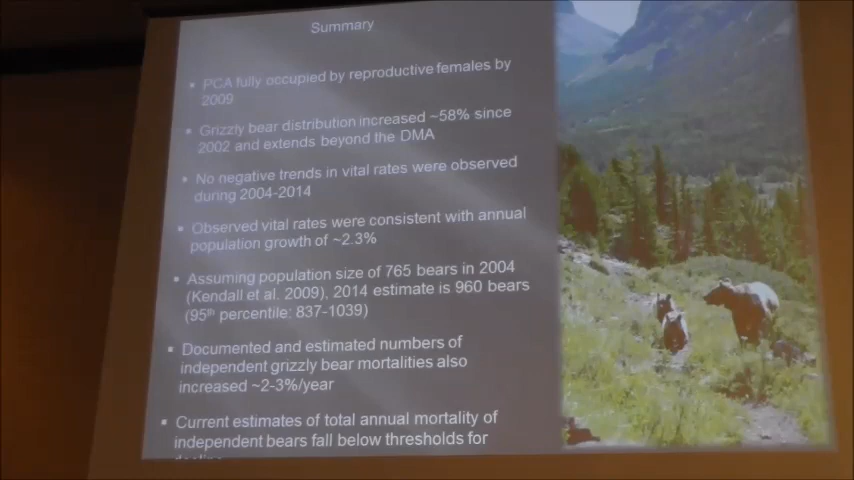 Summary
▪ PCA fully occupied by reproductive females by
2009
▪ Grizzly bear distribution increased ~58% since
2002 and extends beyond the DMA
▪ No negative trends in vital rates were observed
during 2004-2014
▪ Observed vital rates were consistent with annual
population growth of ~2.3%
▪ Assuming population size of 765 bears in 2004
(Kendall et al. 2009), 2014 estimate is 960 bears
(95th percentile: 837-1039)
▪ Documented and estimated numbers of
independent grizzly bear mortalities also
increased ~2-3%/year
▪ Current estimates of total annual mortality of
independent bears fall below thresholds for